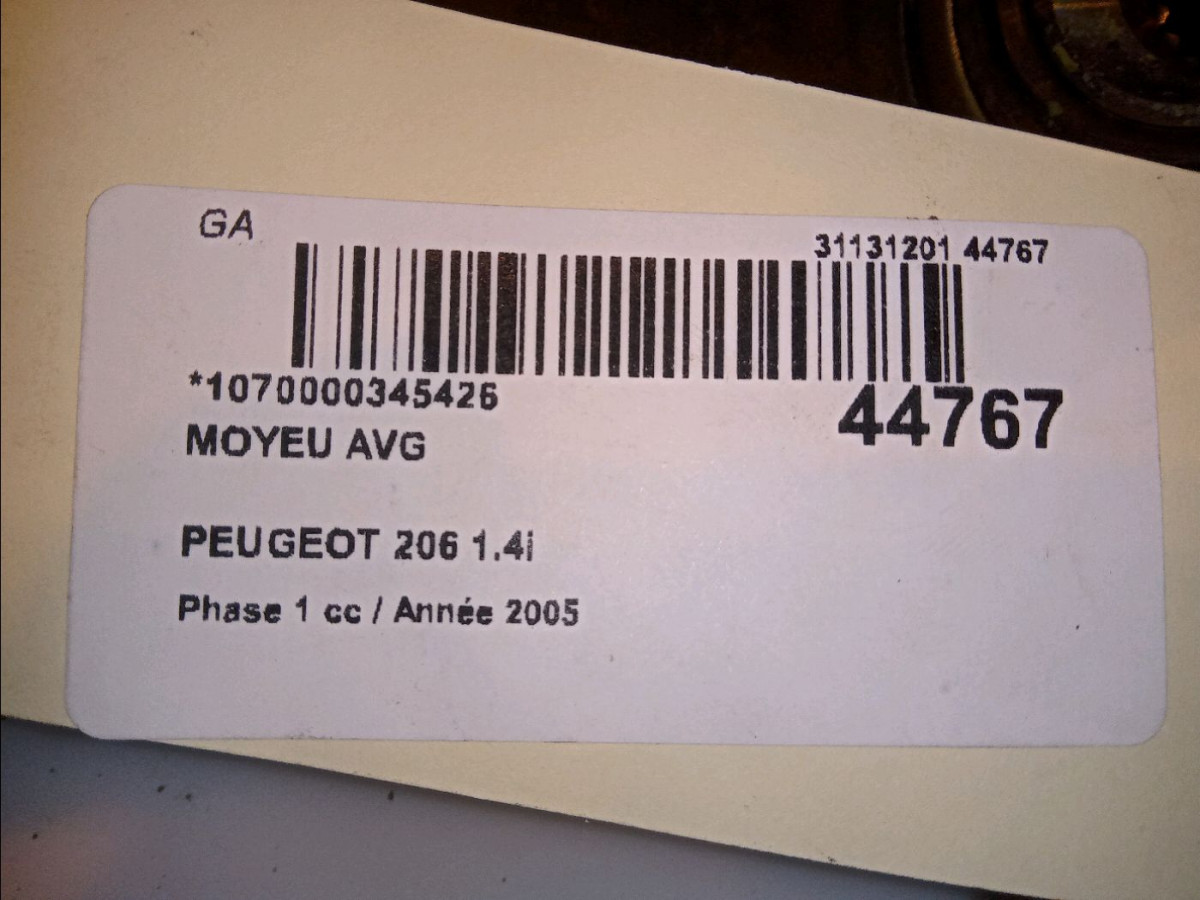 GA
31131201 44767
*1070000345426
44767
MOYEU AVG
PEUGEOT 206 1.4i
Phase 1 cc / Année 2005